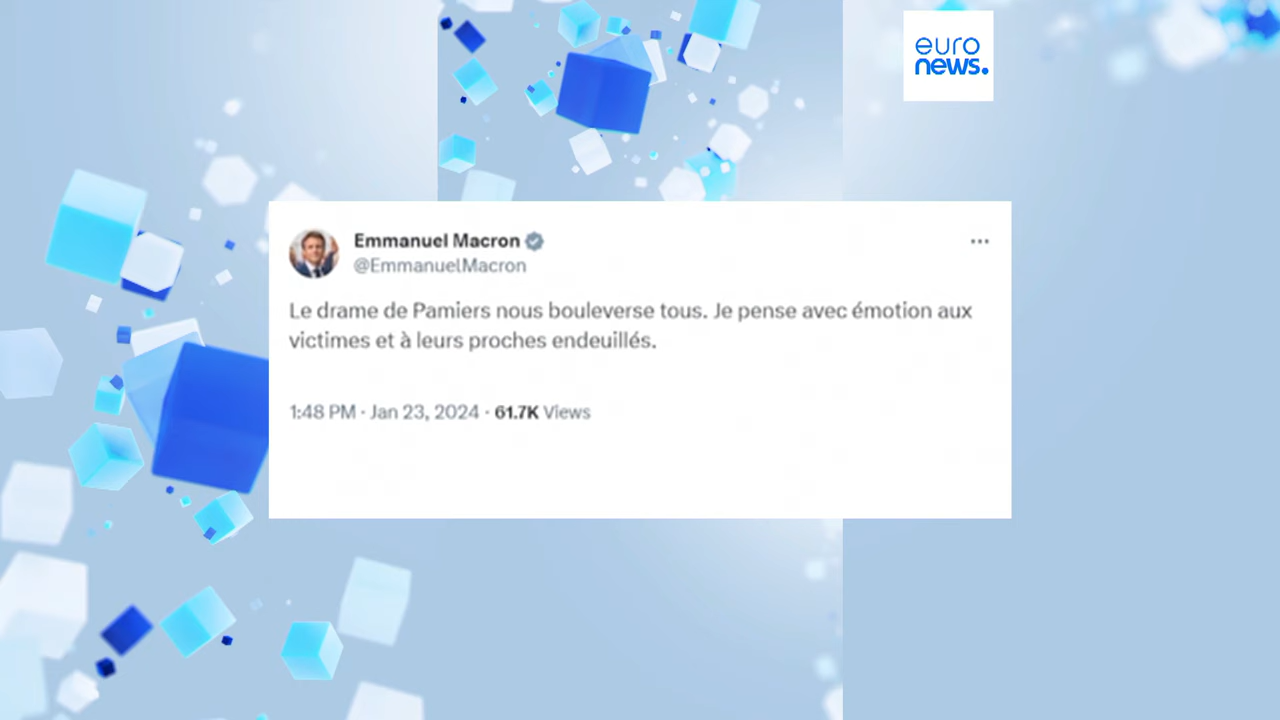 euro
news.
Emmanuel Macron
@EmmanuelMacron
Le drame de Pamiers nous bouleverse tous. Je pense avec émotion aux
victimes et à leurs proches endeuillés.
1:48 PM · Jan 23, 2024 · 61.7K Views